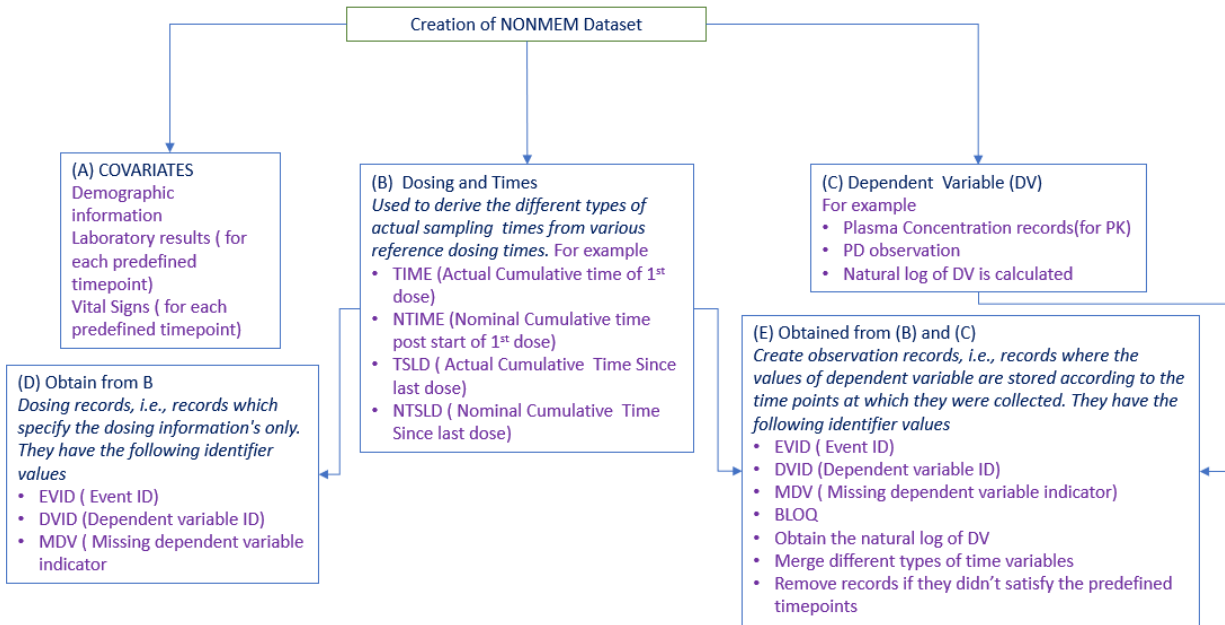 Creation of NONMEM Dataset
(A) COVARIATES
Demographic
information
Laboratory results ( for
each predefined
timepoint)
Vital Signs ( for each
predefined timepoint)
(B) Dosing and Times
Used to derive the different types of
actual sampling times from various
reference dosing times. For example
• TIME (Actual Cumulative time of 1st
dose)
• NTIME (Nominal Cumulative time
post start of 1st dose)
• TSLD ( Actual Cumulative Time Since
last dose)
• NTSLD ( Nominal Cumulative Time
Since last dose)
(C) Dependent Variable (DV)
For example
• Plasma Concentration records(for PK)
• PD observation
• Natural log of DV is calculated
(D) Obtain from B
Dosing records, i.e., records which
specify the dosing information's only.
They have the following identifier
values
• EVID ( Event ID)
• DVID (Dependent variable ID)
• MDV ( Missing dependent variable
indicator
(E) Obtained from (B) and (C)
Create observation records, i.e., records where the
values of dependent variable are stored according to the
time points at which they were collected. They have the
following identifier values
• EVID ( Event ID)
• DVID (Dependent variable ID)
• MDV ( Missing dependent variable indicator)
• BLOQ
• Obtain the natural log of DV
• Merge different types of time variables
• Remove records if they didn’t satisfy the predefined
timepoints